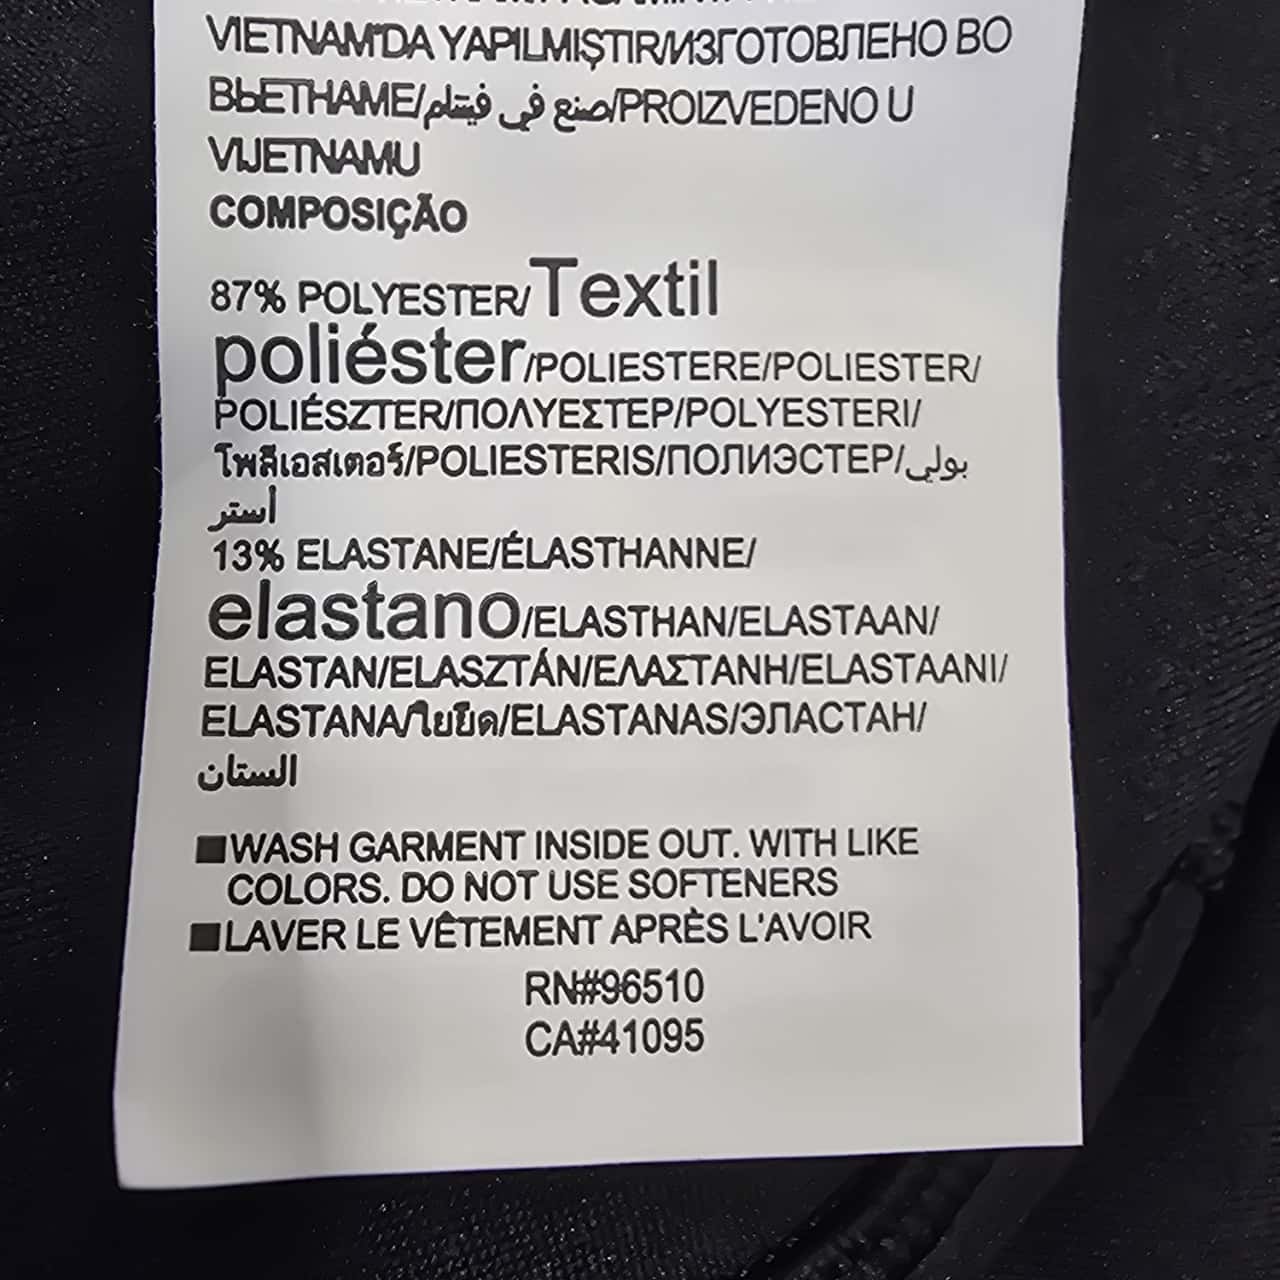 VIETNAM'DA YAPILMIŞTIR/ИЗГОТОВЛЕНО ВО
ВЬЕТНАМЕ/صنع في فيتنام/PROIZVEDENO U
VIJETNAMU
COMPOSIÇÃO
87% POLYESTER/Textil
poliéster/POLIESTERE/POLIESTER/
POLIÉSZTER/ΠΟΛΥΕΣΤΕΡ/POLYESTERI/
โพลีเอสเตอร์/POLIESTERIS/ПОЛИЭСТЕР/بولي
أستر
13% ELASTANE/ÉLASTHANNE/
elastano/ELASTHAN/ELASTAAN/
ELASTAN/ELASZTÁN/ΕΛΑΣΤΑΝΗ/ELASTAANI/
ELASTANA/ใยยืด/ELASTANAS/ЭЛАСТАН/
الستان
■WASH GARMENT INSIDE OUT. WITH LIKE
COLORS. DO NOT USE SOFTENERS
■LAVER LE VÊTEMENT APRÈS L'AVOIR
RN#96510
CA#41095